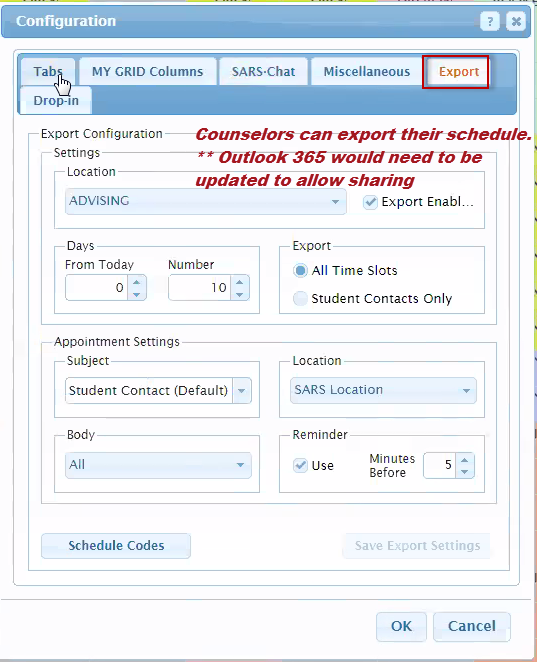 Configuration
Tabs MY GRID Columns SARS·Chat Miscellaneous Export
Drop-in
Export Configuration
Counselors can export their schedule.
** Outlook 365 would need to be
updated to allow sharing
Settings
Location
ADVISING
Export Enabl...
Days
From Today Number
0 10
Export
All Time Slots
Student Contacts Only
Appointment Settings
Subject
Student Contact (Default)
Location
SARS Location
Body
All
Reminder
Use
Minutes
Before
5
Schedule Codes
Save Export Settings
OK Cancel